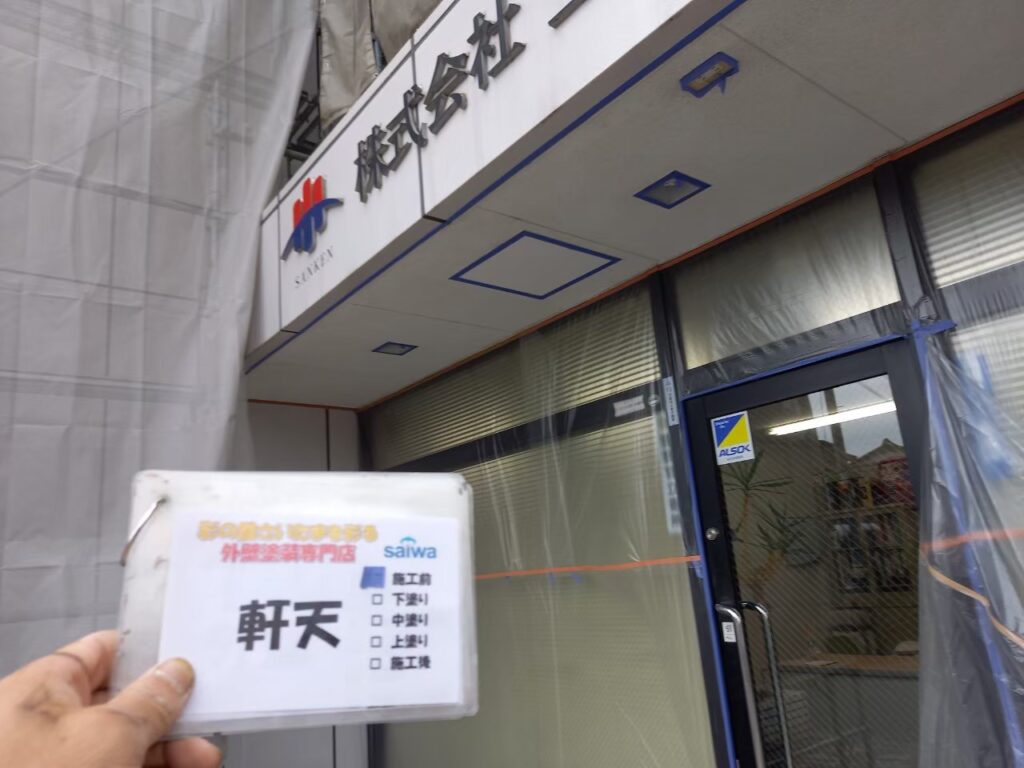 株式会社
SANKEN
ALSOK
外壁塗装専門店
saiwa
軒天
施工前
□ 下塗り
□ 中塗り
□ 上塗り
□ 施工後